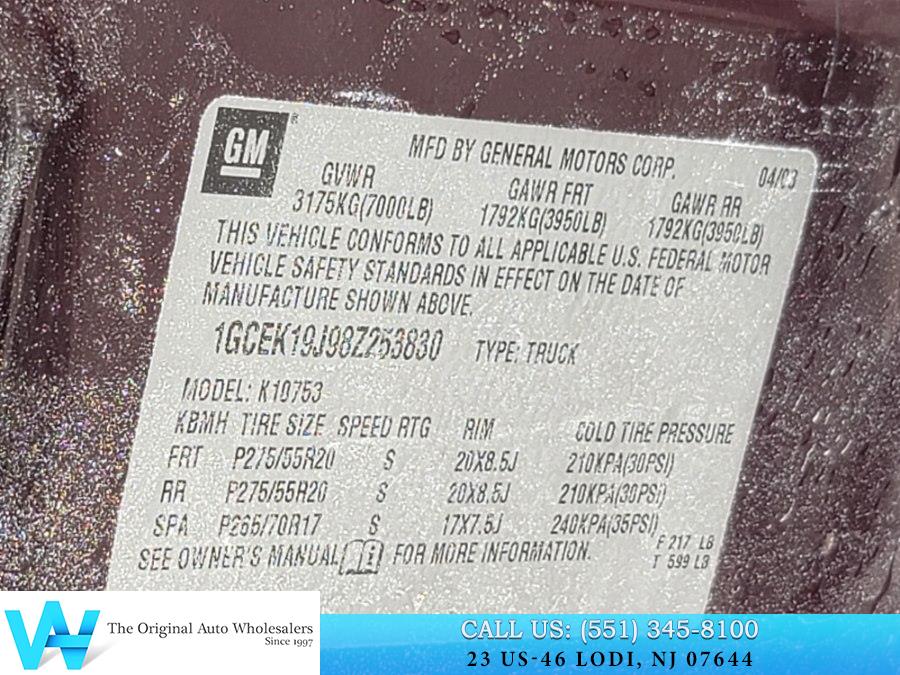 GM
MFD BY GENERAL MOTORS CORP. 04/03
GVWR GAWR FRT GAWR RR
3175KG(7000LB) 1792KG(3950LB) 1792KG(3950LB)
THIS VEHICLE CONFORMS TO ALL APPLICABLE U.S. FEDERAL MOTOR
VEHICLE SAFETY STANDARDS IN EFFECT ON THE DATE OF
MANUFACTURE SHOWN ABOVE.
1GCEK19J98Z253830 TYPE: TRUCK
MODEL: K10753
KBMH TIRE SIZE SPEED RTG RIM COLD TIRE PRESSURE
FRT P275/55R20 S 20X8.5J 210KPA(30PSI)
RR P275/55R20 S 20X8.5J 210KPA(30PSI)
SPA P265/70R17 S 17X7.5J 240KPA(35PSI)
F 217 LB
SEE OWNER'S MANUAL FOR MORE INFORMATION.
T 599 LB
The Original Auto Wholesalers
Since 1997
CALL US: (551) 345-8100
23 US-46 LODI, NJ 07644